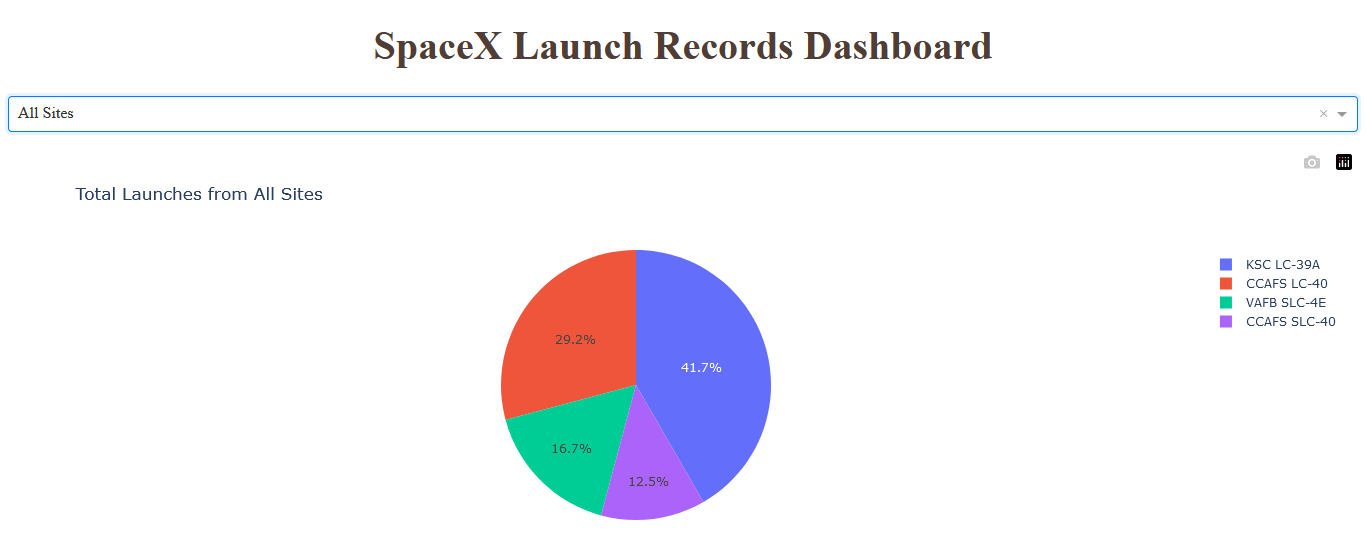 SpaceX Launch Records Dashboard
All Sites
Total Launches from All Sites
KSC LC-39A
CCAFS LC-40
VAFB SLC-4E
CCAFS SLC-40
29.2%
41.7%
16.7%
12.5%